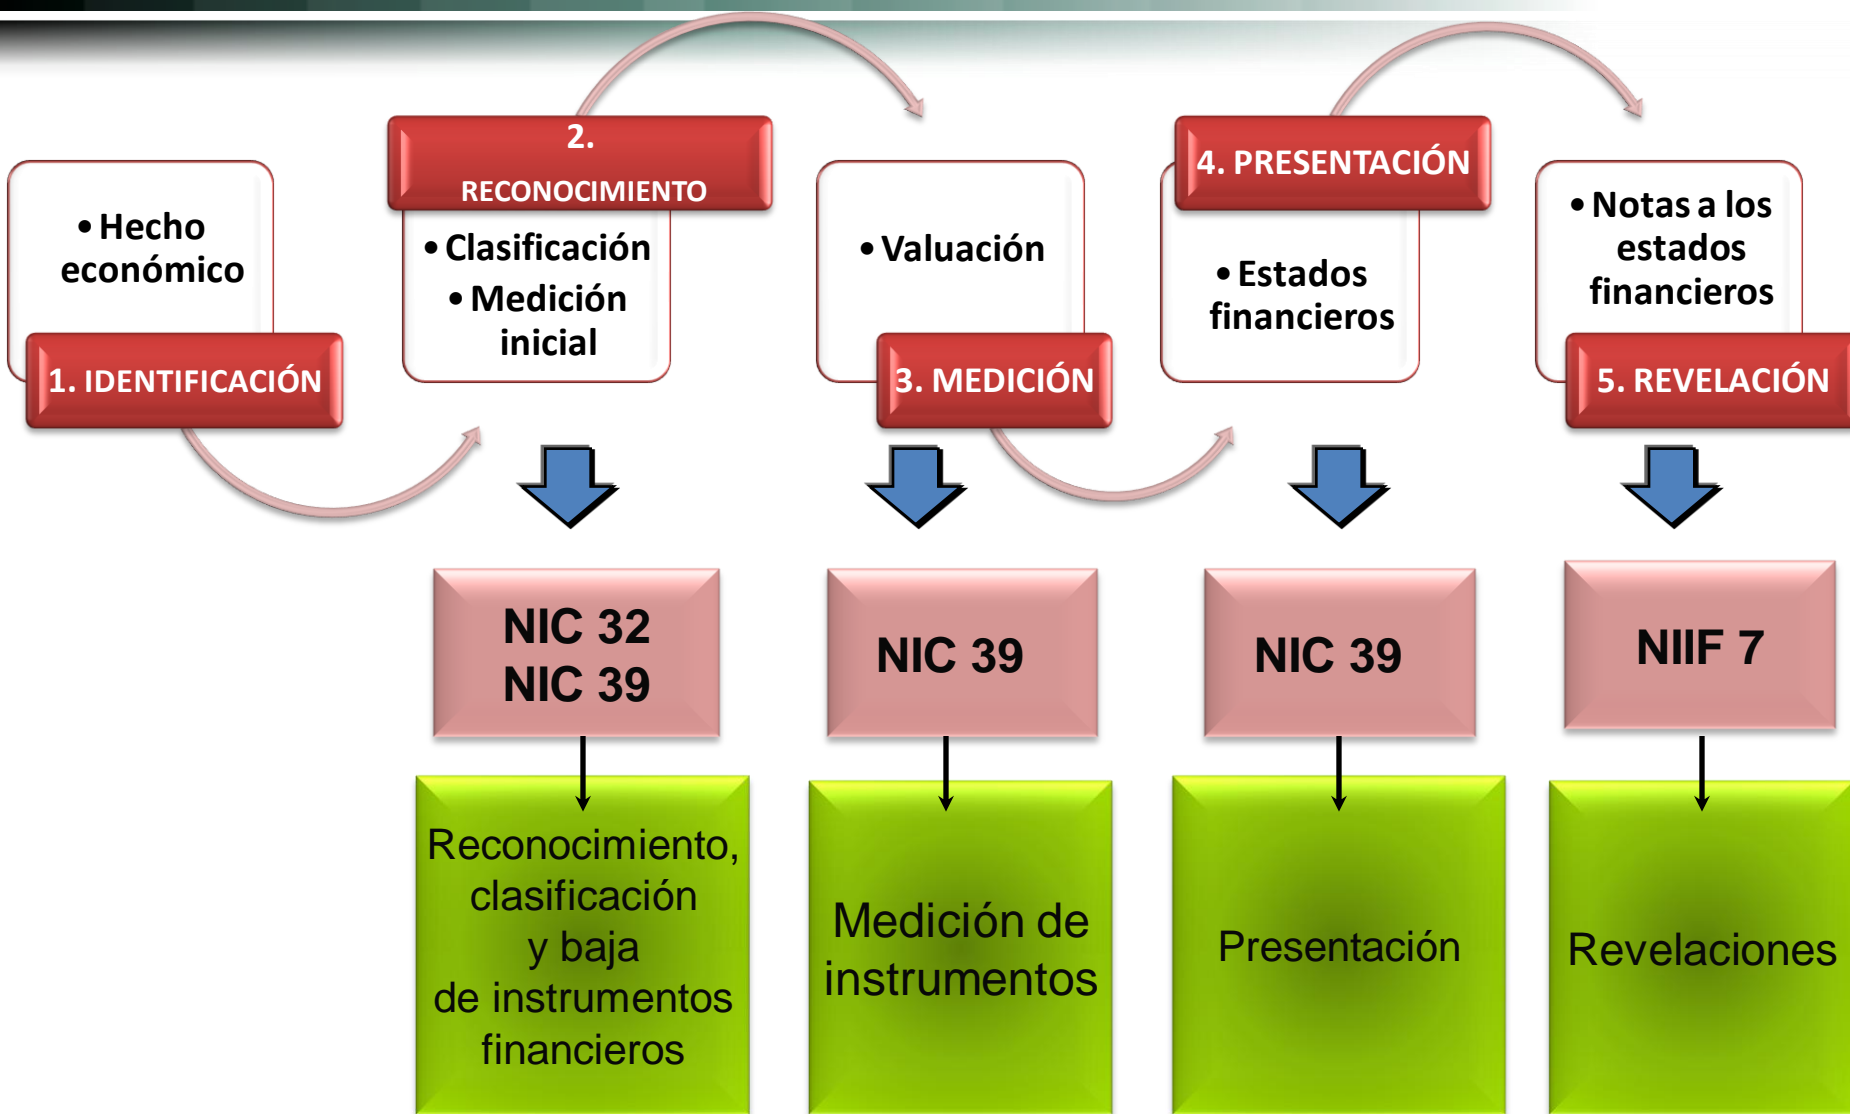 • Hecho
económico
1. IDENTIFICACIÓN
2.
RECONOCIMIENTO
• Clasificación
• Medición
inicial
• Valuación
3. MEDICIÓN
4. PRESENTACIÓN
• Estados
financieros
• Notas a los
estados
financieros
5. REVELACIÓN
NIC 32
NIC 39
NIC 39
NIC 39
NIIF 7
Reconocimiento,
clasificación
y baja
de instrumentos
financieros
Medición de
instrumentos
Presentación
Revelaciones